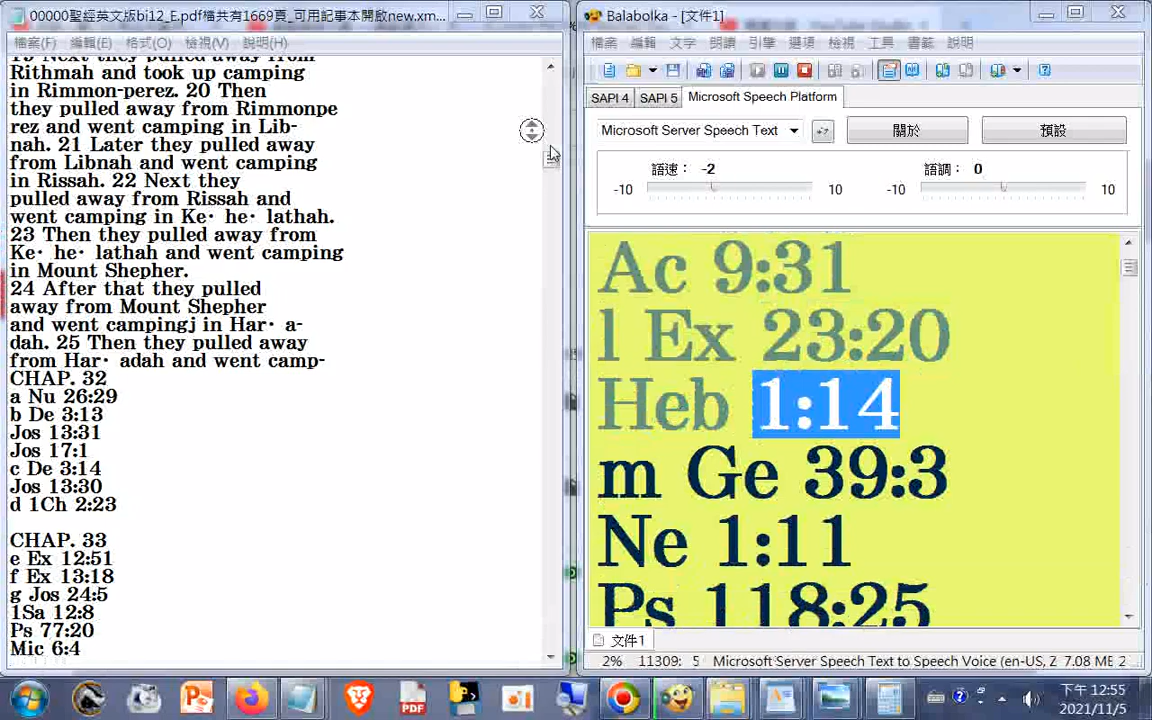 00000聖經英文版bi12_E.pdf檔共有1669頁_可用記事本開啟new.xm...
檔案(F) 編輯(E) 格式(O) 檢視(V) 說明(H)
19 Next they pulled away from
Rithmah and took up camping
in Rimmon-perez. 20 Then
they pulled away from Rimmonpe
rez and went camping in Lib-
nah. 21 Later they pulled away
from Libnah and went camping
in Rissah. 22 Next they
pulled away from Rissah and
went camping in Ke·he·lathah.
23 Then they pulled away from
Ke·he·lathah and went camping
in Mount Shepher.
24 After that they pulled
away from Mount Shepher
and went campingj in Har·a-
dah. 25 Then they pulled away
from Har·adah and went camp-
CHAP. 32
a Nu 26:29
b De 3:13
Jos 13:31
Jos 17:1
c De 3:14
Jos 13:30
d 1Ch 2:23
CHAP. 33
e Ex 12:51
f Ex 13:18
g Jos 24:5
1Sa 12:8
Ps 77:20
Mic 6:4
Balabolka - [文件1]
檔案 編輯 文字 朗讀 引擎 選項 檢視 工具 書籤 說明
SAPI 4 SAPI 5 Microsoft Speech Platform
Microsoft Server Speech Text 關於 預設
語速： -2 語調： 0
-10 10 -10 10
Ac 9:31
l Ex 23:20
Heb 1:14
m Ge 39:3
Ne 1:11
Ps 118:25
文件1
2% 11309: 5 Microsoft Server Speech Text to Speech Voice (en-US, Z 7.08 MB 2
下午 12:55
2021/11/5